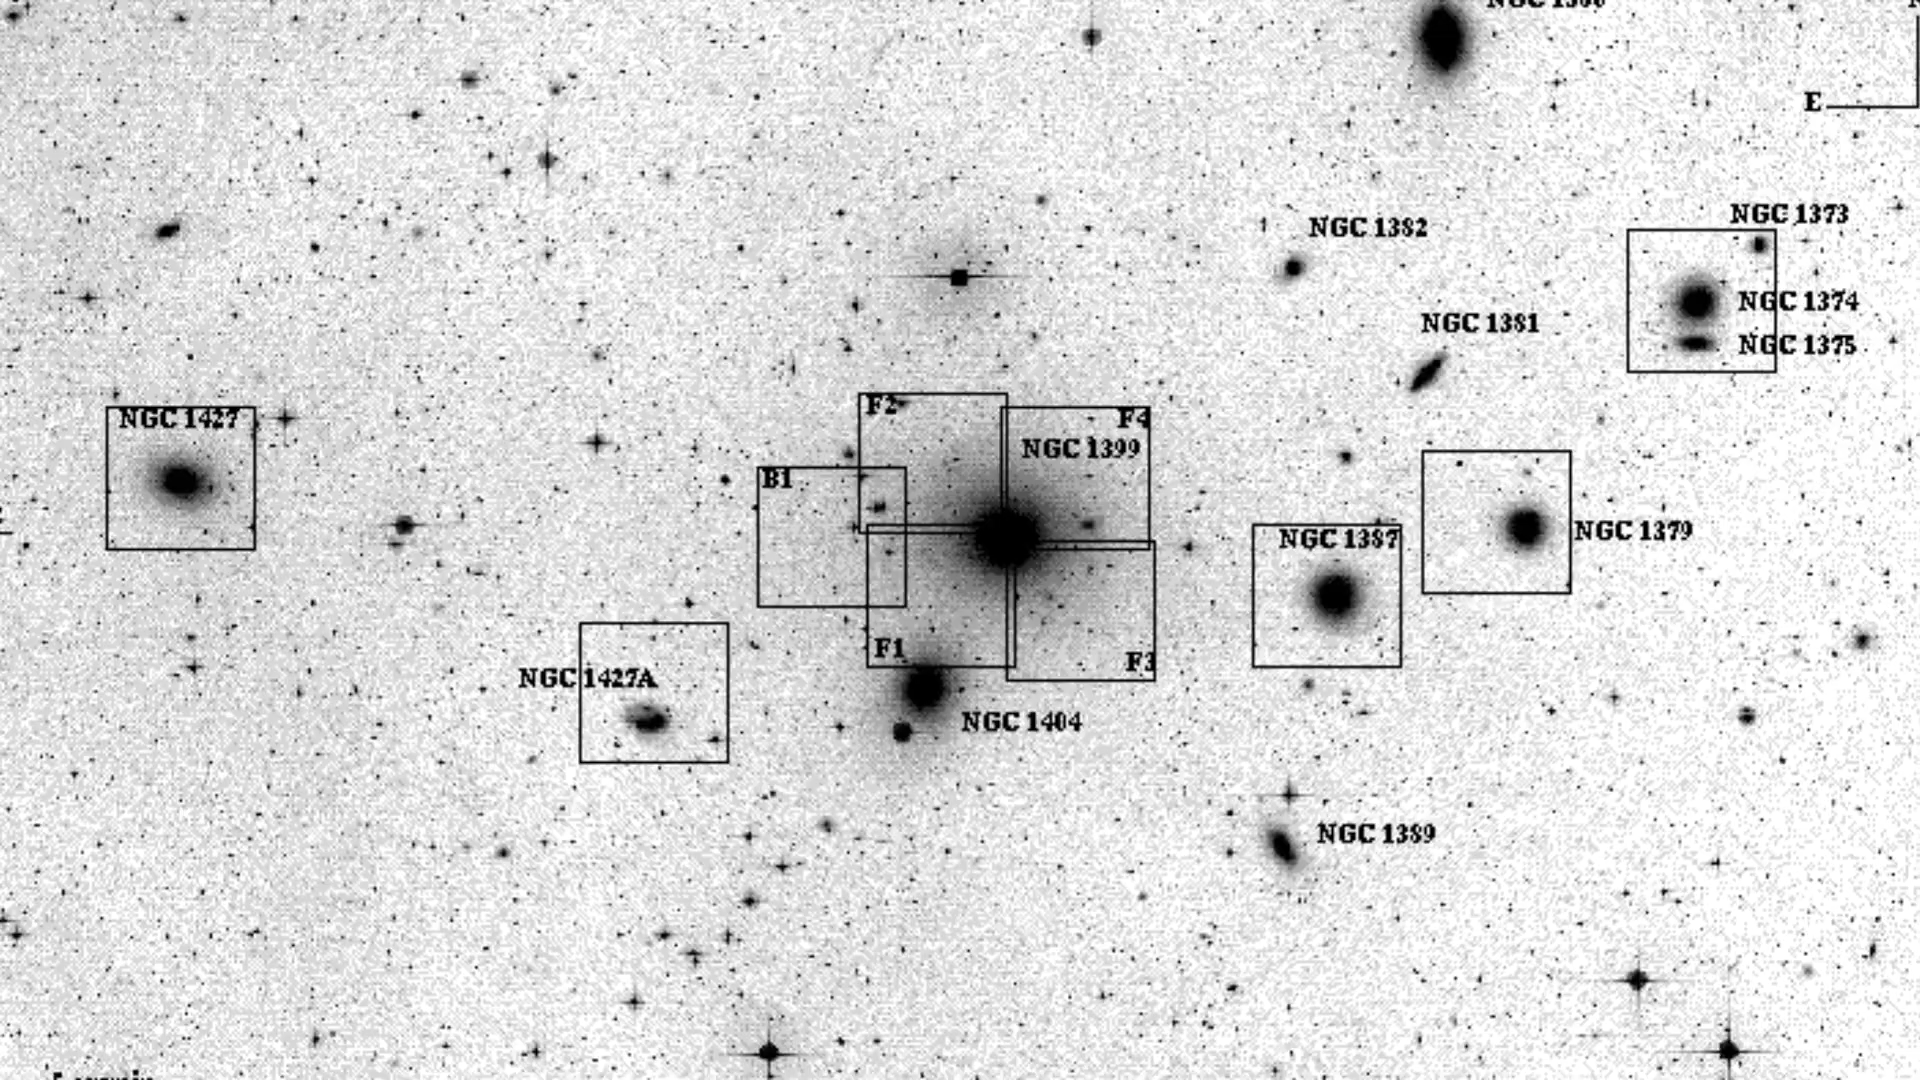 E
NGC 1373
NGC 1382
NGC 1374
NGC 1381
NGC 1375
F2
F4
NGC 1427
NGC 1399
B1
NGC 1379
NGC 1387
F1
F3
NGC 1427A
NGC 1404
NGC 1389